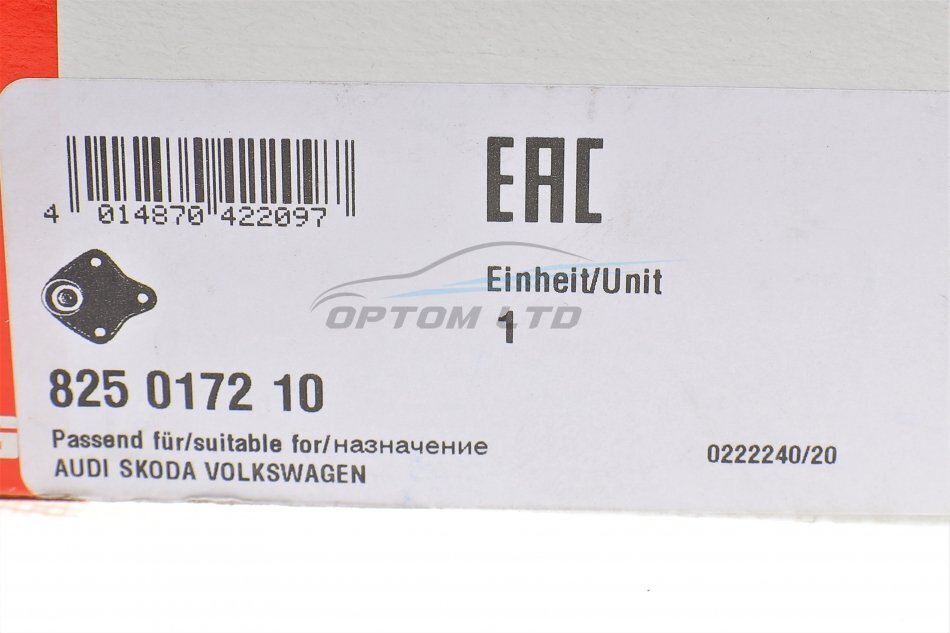 EAC
4 014870 422097
Einheit/Unit
1
OPTOM LTD
825 0172 10
Passend für/suitable for/назначение
AUDI SKODA VOLKSWAGEN
0222240/20